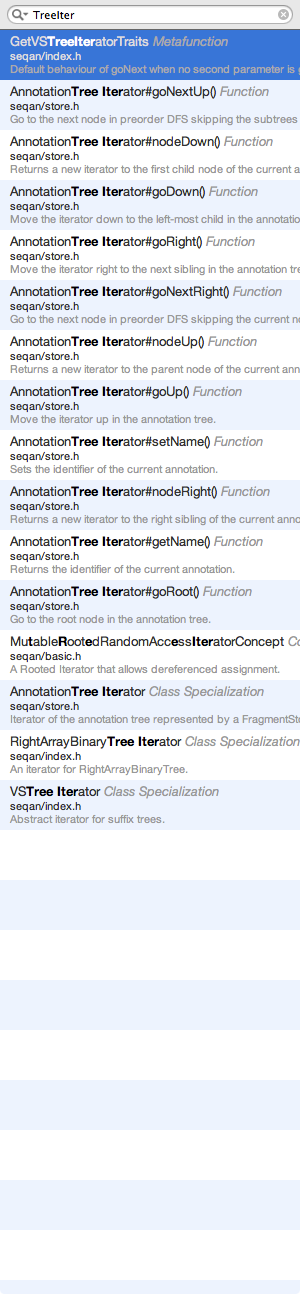 TreeIter
GetVSTreeIteratorTraits Metafunction
seqan/index.h
Default behaviour of goNext when no second parameter is
AnnotationTree Iterator#goNextUp() Function
seqan/store.h
Go to the next node in preorder DFS skipping the subtrees
AnnotationTree Iterator#nodeDown() Function
seqan/store.h
Returns a new iterator to the first child node of the current a
AnnotationTree Iterator#goDown() Function
seqan/store.h
Move the iterator down to the left-most child in the annotatio
AnnotationTree Iterator#goRight() Function
seqan/store.h
Move the iterator right to the next sibling in the annotation tre
AnnotationTree Iterator#goNextRight() Function
seqan/store.h
Go to the next node in preorder DFS skipping the current no
AnnotationTree Iterator#nodeUp() Function
seqan/store.h
Returns a new iterator to the parent node of the current ann
AnnotationTree Iterator#goUp() Function
seqan/store.h
Move the iterator up in the annotation tree.
AnnotationTree Iterator#setName() Function
seqan/store.h
Sets the identifier of the current annotation.
AnnotationTree Iterator#nodeRight() Function
seqan/store.h
Returns a new iterator to the right sibling of the current anno
AnnotationTree Iterator#getName() Function
seqan/store.h
Returns the identifier of the current annotation.
AnnotationTree Iterator#goRoot() Function
seqan/store.h
Go to the root node in the annotation tree.
MutableRootedRandomAccessIteratorConcept Co
seqan/basic.h
A Rooted Iterator that allows dereferenced assignment.
AnnotationTree Iterator Class Specialization
seqan/store.h
Iterator of the annotation tree represented by a FragmentSt
RightArrayBinaryTree Iterator Class Specialization
seqan/index.h
An iterator for RightArrayBinaryTree.
VSTree Iterator Class Specialization
seqan/index.h
Abstract iterator for suffix trees.